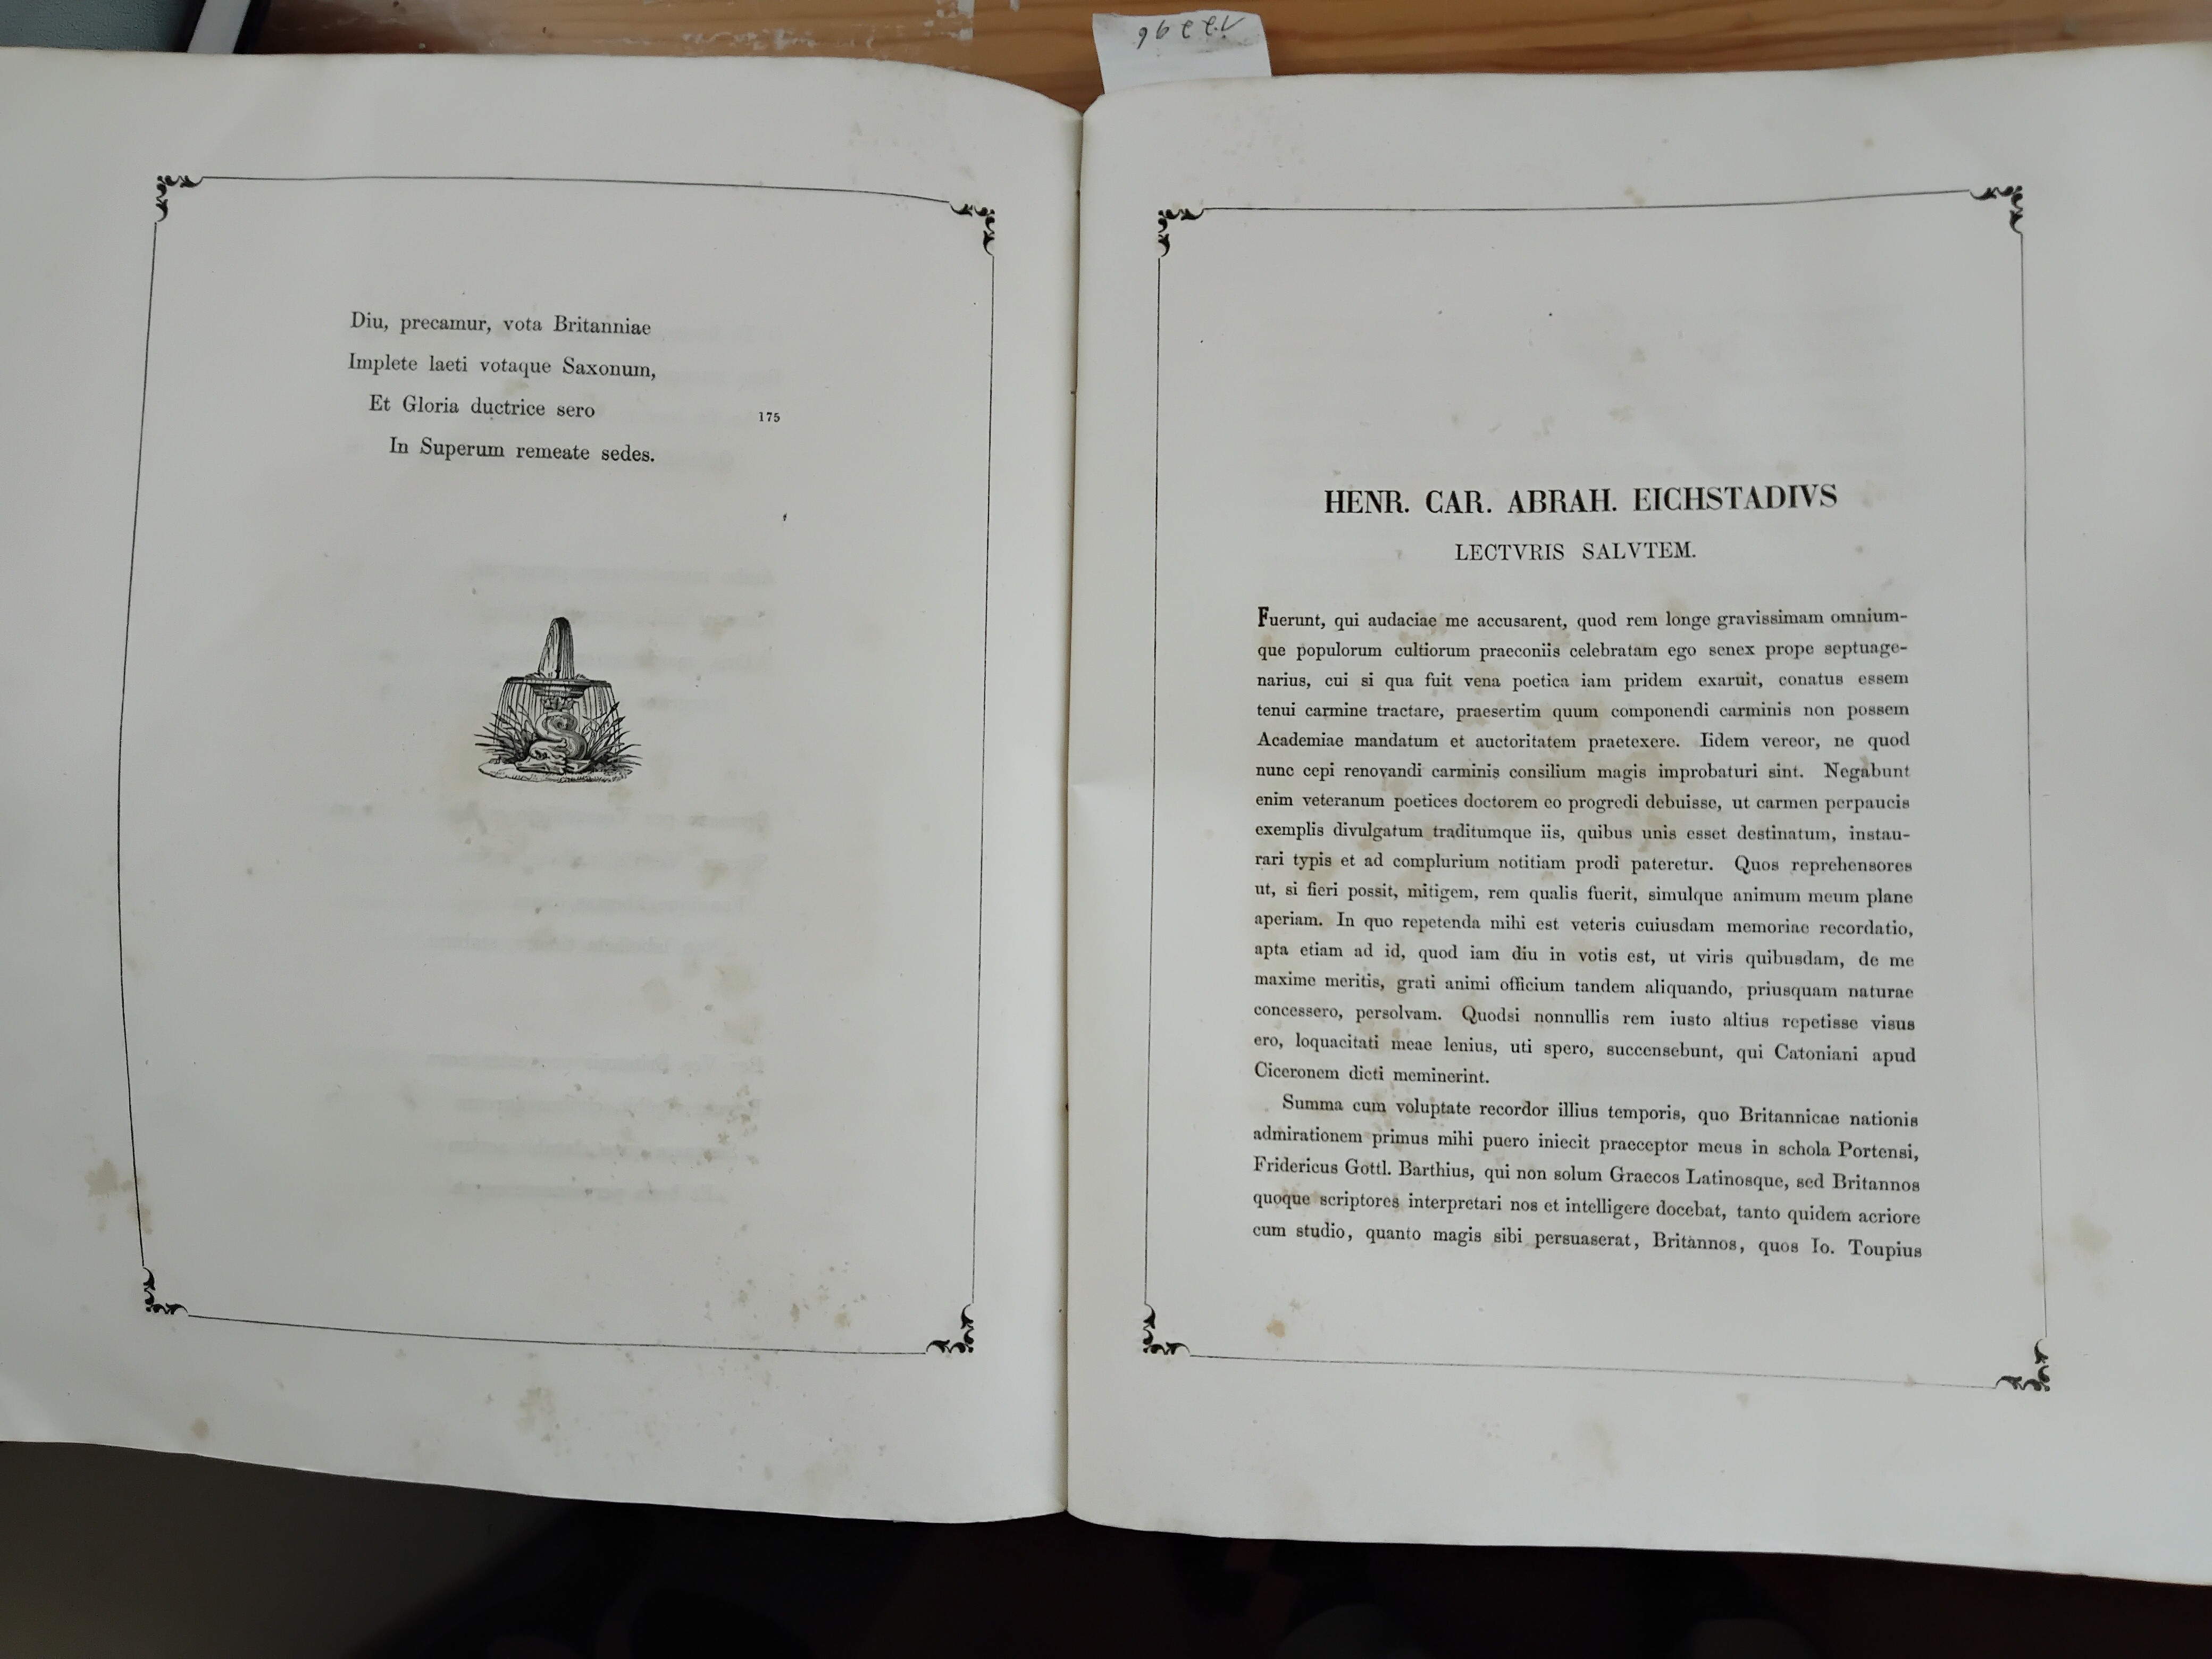 12296
Diu, precamur, vota Britanniae
Implete laeti votaque Saxonum,
Et Gloria ductrice sero 175
In Superum remeate sedes.
HENR. CAR. ABRAH. EICHSTADIVS
LECTVRIS SALVTEM.
Fuerunt, qui audaciae me accusarent, quod rem longe gravissimam omnium-
que populorum cultiorum praeconiis celebratam ego senex prope septuage-
narius, cui si qua fuit vena poetica iam pridem exaruit, conatus essem
tenui carmine tractare, praesertim quum componendi carminis non possem
Academiae mandatum et auctoritatem praetexere. Iidem vereor, ne quod
nunc cepi renovandi carminis consilium magis improbaturi sint. Negabunt
enim veteranum poetices doctorem eo progredi debuisse, ut carmen perpaucis
exemplis divulgatum traditumque iis, quibus unis esset destinatum, instau-
rari typis et ad complurium notitiam prodi pateretur. Quos reprehensores
ut, si fieri possit, mitigem, rem qualis fuerit, simulque animum meum plane
aperiam. In quo repetenda mihi est veteris cuiusdam memoriae recordatio,
apta etiam ad id, quod iam diu in votis est, ut viris quibusdam, de me
maxime meritis, grati animi officium tandem aliquando, priusquam naturae
concessero, persolvam. Quodsi nonnullis rem iusto altius repetisse visus
ero, loquacitati meae lenius, uti spero, succensebunt, qui Catoniani apud
Ciceronem dicti meminerint.
Summa cum voluptate recordor illius temporis, quo Britannicae nationis
admirationem primus mihi puero iniecit praeceptor meus in schola Portensi,
Fridericus Gottl. Barthius, qui non solum Graecos Latinosque, sed Britannos
quoque scriptores interpretari nos et intelligere docebat, tanto quidem acriore
cum studio, quanto magis sibi persuaserat, Britannos, quos Io. Toupius